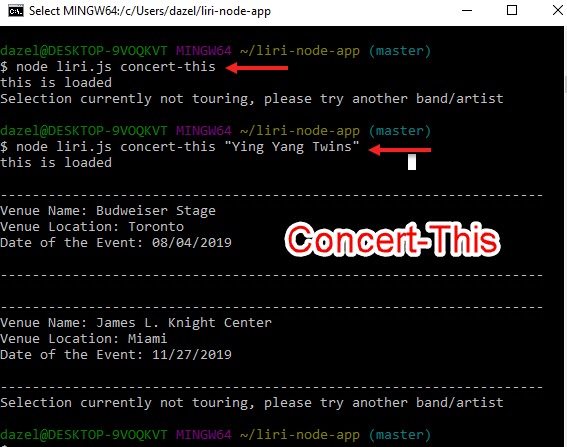 Select MINGW64:/c/Users/dazel/liri-node-app
dazel@DESKTOP-9VOQKVT MINGW64 ~/liri-node-app (master)
$ node liri.js concert-this
this is loaded
Selection currently not touring, please try another band/artist
dazel@DESKTOP-9VOQKVT MINGW64 ~/liri-node-app (master)
$ node liri.js concert-this "Ying Yang Twins"
this is loaded
------------------------------------------------------------------
Venue Name: Budweiser Stage
Venue Location: Toronto
Date of the Event: 08/04/2019
Concert-This
------------------------------------------------------------------
------------------------------------------------------------------
Venue Name: James L. Knight Center
Venue Location: Miami
Date of the Event: 11/27/2019
------------------------------------------------------------------
Selection currently not touring, please try another band/artist
dazel@DESKTOP-9VOQKVT MINGW64 ~/liri-node-app (master)